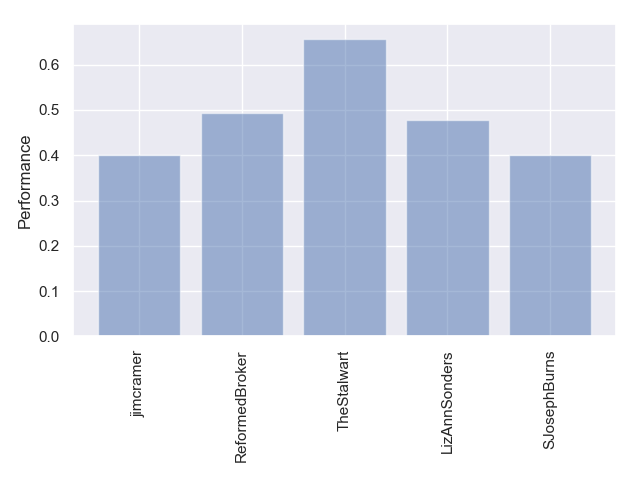 0.6
0.5
0.4
0.3
0.2
0.1
0.0
Performance
jimcramer
ReformedBroker
TheStalwart
LizAnnSonders
SJosephBurns